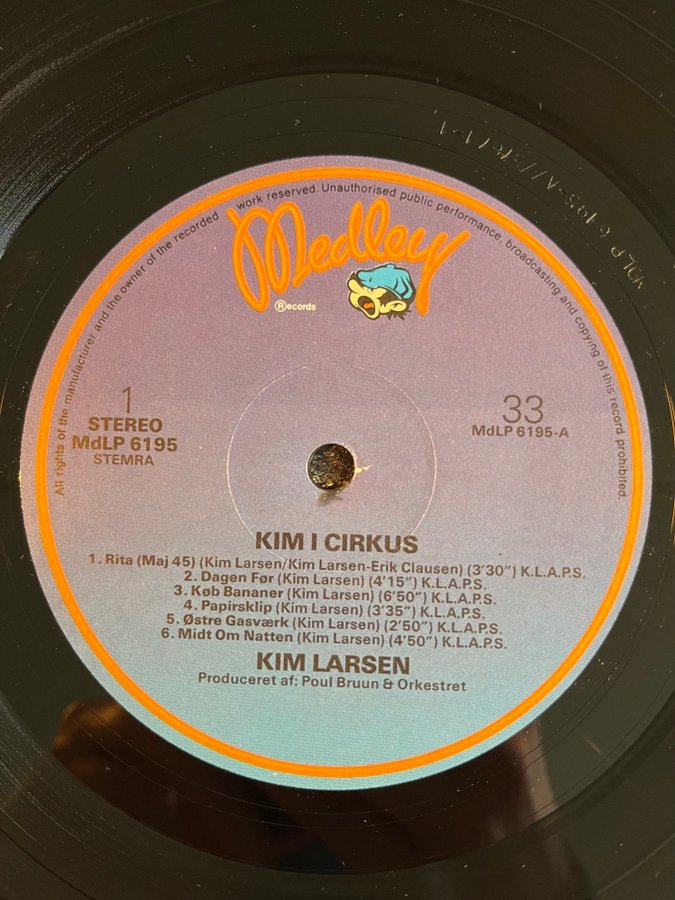 All rights of the manufacturer and the owner of the recorded work reserved. Unauthorised public performance, broadcasting and copying of this record prohibited.
Medley
® Records
1
STEREO
MdLP 6195
STEMRA
33
MdLP 6195-A
KIM I CIRKUS
1. Rita (Maj 45) (Kim Larsen/Kim Larsen-Erik Clausen) (3'30") K.L.A.P.S.
2. Dagen Før (Kim Larsen) (4'15") K.L.A.P.S.
3. Køb Bananer (Kim Larsen) (6'50") K.L.A.P.S.
4. Papirsklip (Kim Larsen) (3'35") K.L.A.P.S.
5. Østre Gasværk (Kim Larsen) (2'50") K.L.A.P.S.
6. Midt Om Natten (Kim Larsen) (4'50") K.L.A.P.S.
KIM LARSEN
Produceret af: Poul Bruun & Orkestret